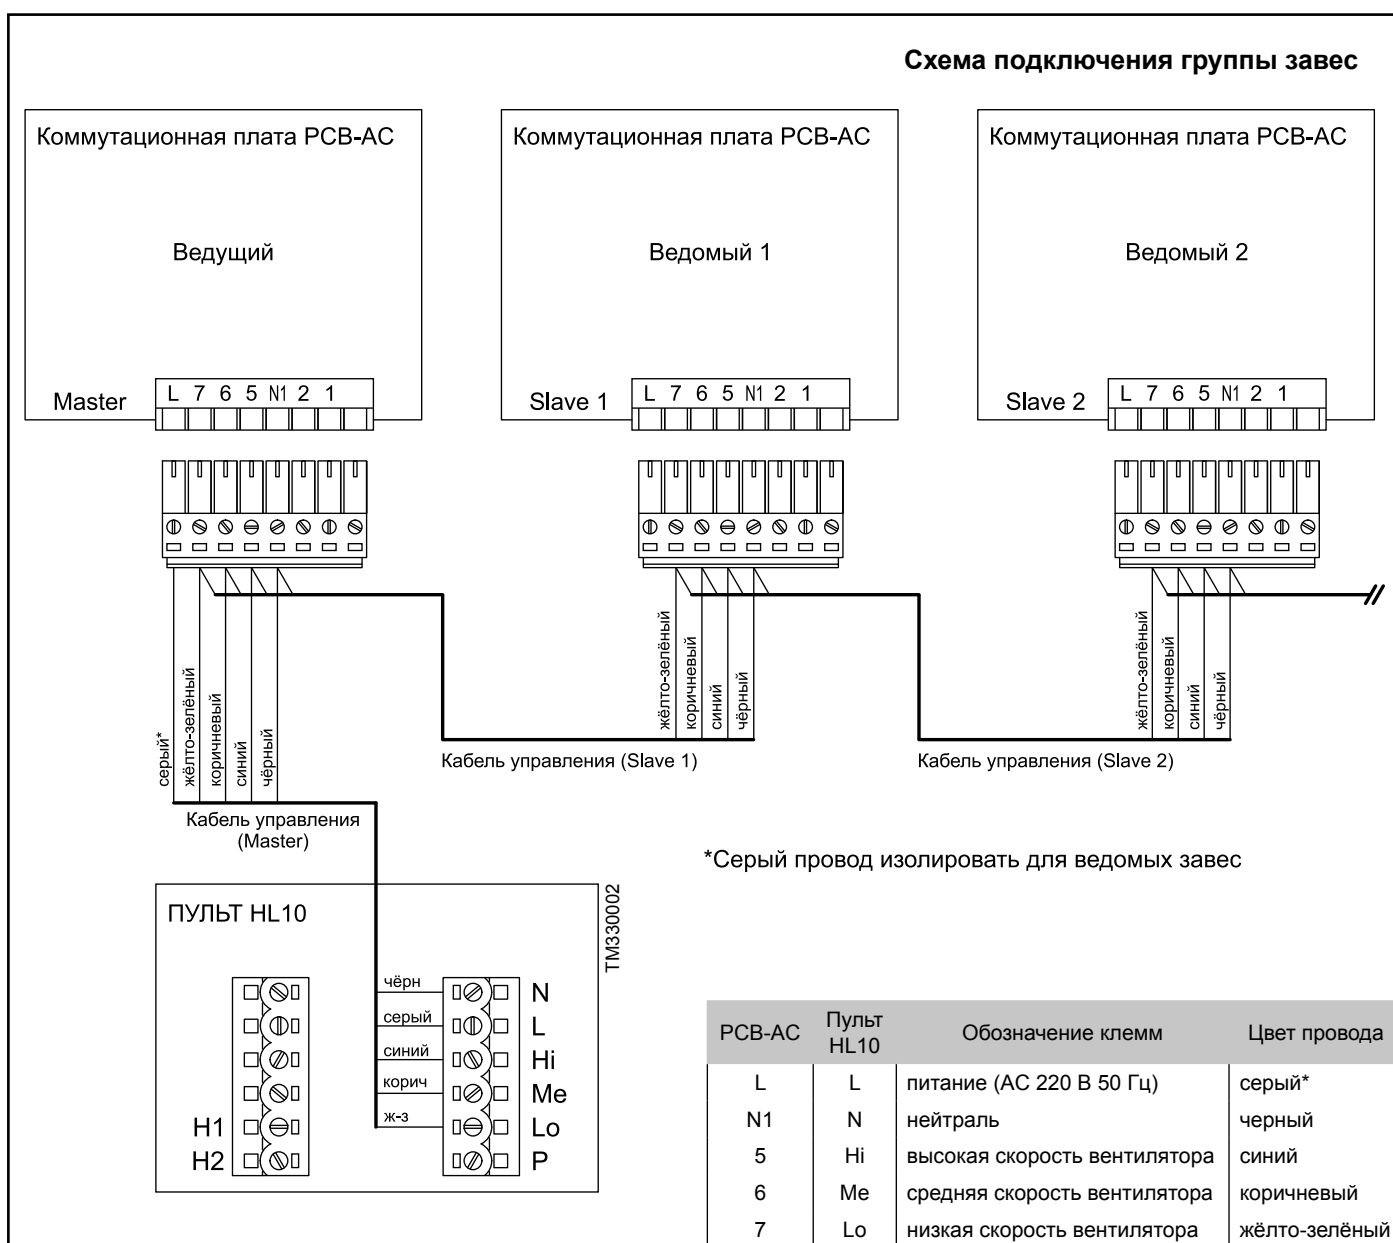 Схема подключения группы завес
Коммутационная плата PCB-AC
Ведущий
Master
L 7 6 5 N1 2 1
Коммутационная плата PCB-AC
Ведомый 1
Slave 1
L 7 6 5 N1 2 1
Коммутационная плата PCB-AC
Ведомый 2
Slave 2
L 7 6 5 N1 2 1
серый*
жёлто-зелёный
коричневый
синий
чёрный
жёлто-зелёный
коричневый
синий
чёрный
жёлто-зелёный
коричневый
синий
чёрный
Кабель управления (Slave 1)
Кабель управления (Slave 2)
Кабель управления
(Master)
*Серый провод изолировать для ведомых завес
ПУЛЬТ HL10
TM330002
чёрн N
серый L
синий Hi
корич Me
H1 ж-з Lo
H2 P
PCB-AC Пульт HL10 Обозначение клемм Цвет провода
L L питание (АС 220 В 50 Гц) серый*
N1 N нейтраль черный
5 Hi высокая скорость вентилятора синий
6 Me средняя скорость вентилятора коричневый
7 Lo низкая скорость вентилятора жёлто-зелёный